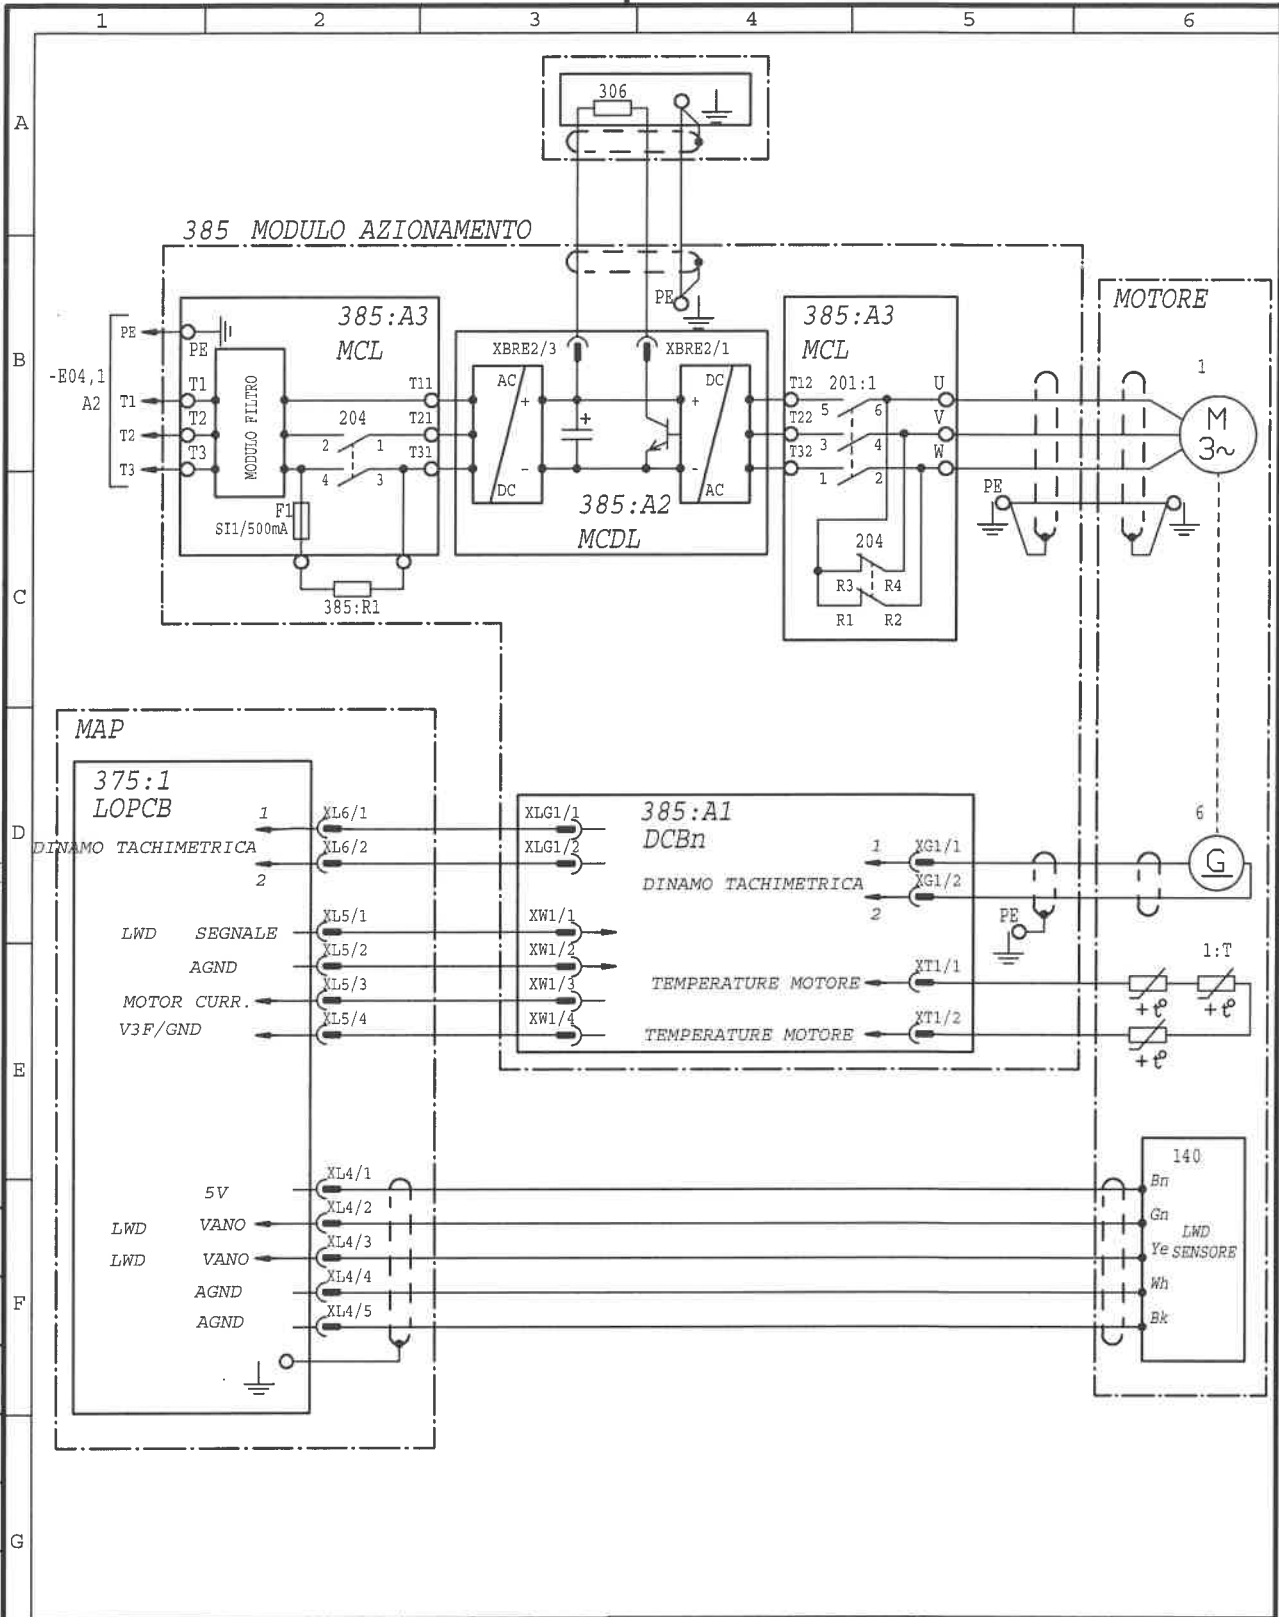 1 2 3 4 5 6
A
306
385 MODULO AZIONAMENTO
PE
B
385:A3
MCL
385:A3
MCL
MOTORE
-E04,1
A2
PE
PE
T1
T1
T2
T2
T3
T3
MODULO FILTRO
204
2 1
4 3
T11
T21
T31
F1
SI1/500mA
385:R1
XBRE2/3
XBRE2/1
AC
+
-
DC
+
DC
+
-
AC
385:A2
MCDL
T12 201:1 U
T22 5 6 V
T32 3 4 W
1 2
204
R3 R4
R1 R2
1
M
3~
PE
C
MAP
375:1
LOPCB
D
1
XL6/1
DINAMO TACHIMETRICA
XL6/2
2
XLG1/1
XLG1/2
385:A1
DCBn
1 XG1/1
DINAMO TACHIMETRICA
XG1/2
2
6
G
PE
LWD SEGNALE
XL5/1
XW1/1
AGND
XL5/2
XW1/2
MOTOR CURR.
XL5/3
XW1/3
V3F/GND
XL5/4
XW1/4
TEMPERATURE MOTORE
XT1/1
TEMPERATURE MOTORE
XT1/2
1:T
+t°
+t°
+t°
E
5V
XL4/1
LWD VANO
XL4/2
LWD VANO
XL4/3
AGND
XL4/4
AGND
XL4/5
140
Bn
Gn
LWD
Ye SENSORE
Wh
Bk
F
G